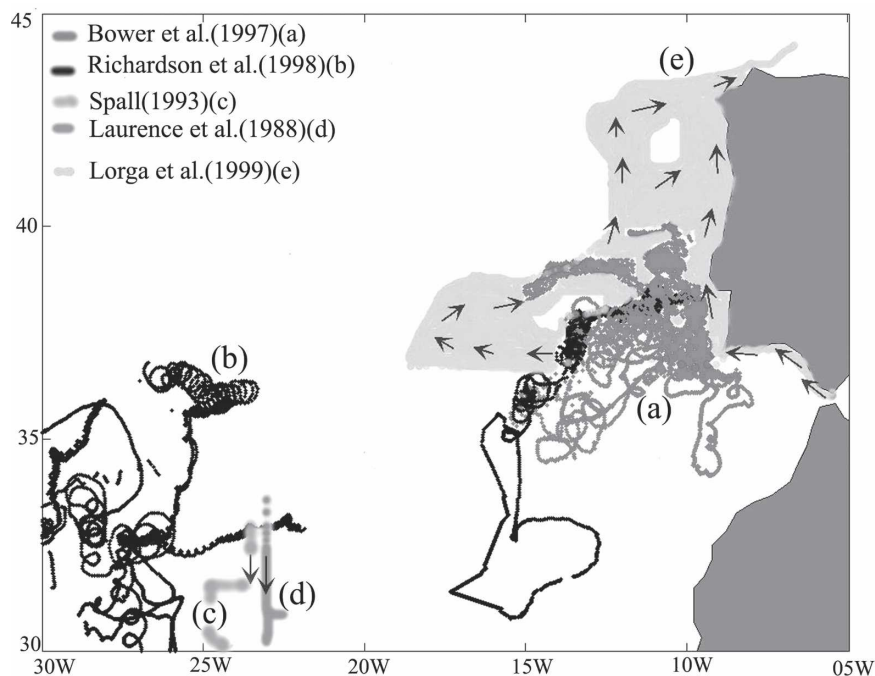 45
Bower et al.(1997)(a)
Richardson et al.(1998)(b)
Spall(1993)(c)
Laurence et al.(1988)(d)
Lorga et al.(1999)(e)
(e)
40
(b)
(a)
35
(c)
(d)
30
30W
25W
20W
15W
10W
05W